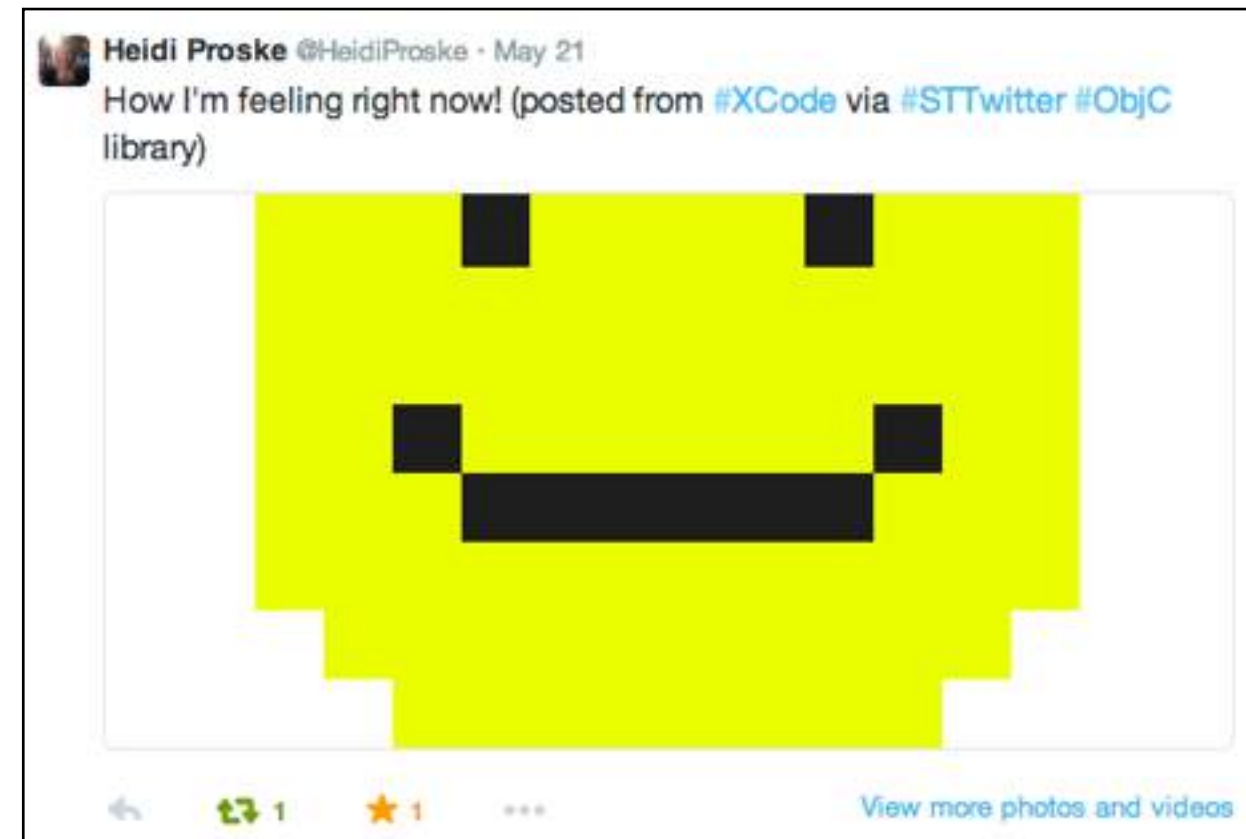 Heidi Proske @HeidiProske · May 21
How I'm feeling right now! (posted from #XCode via #STTwitter #ObjC
library)
1 1 View more photos and videos